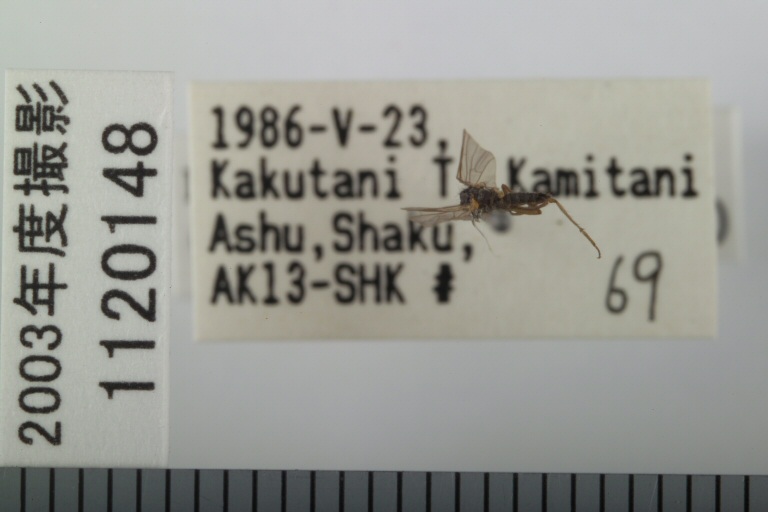 2003年度撮影
1120148
1986-V-23,
Kakutani T. Kamitani
Ashu,Shaku,
AK13-SHK #
69